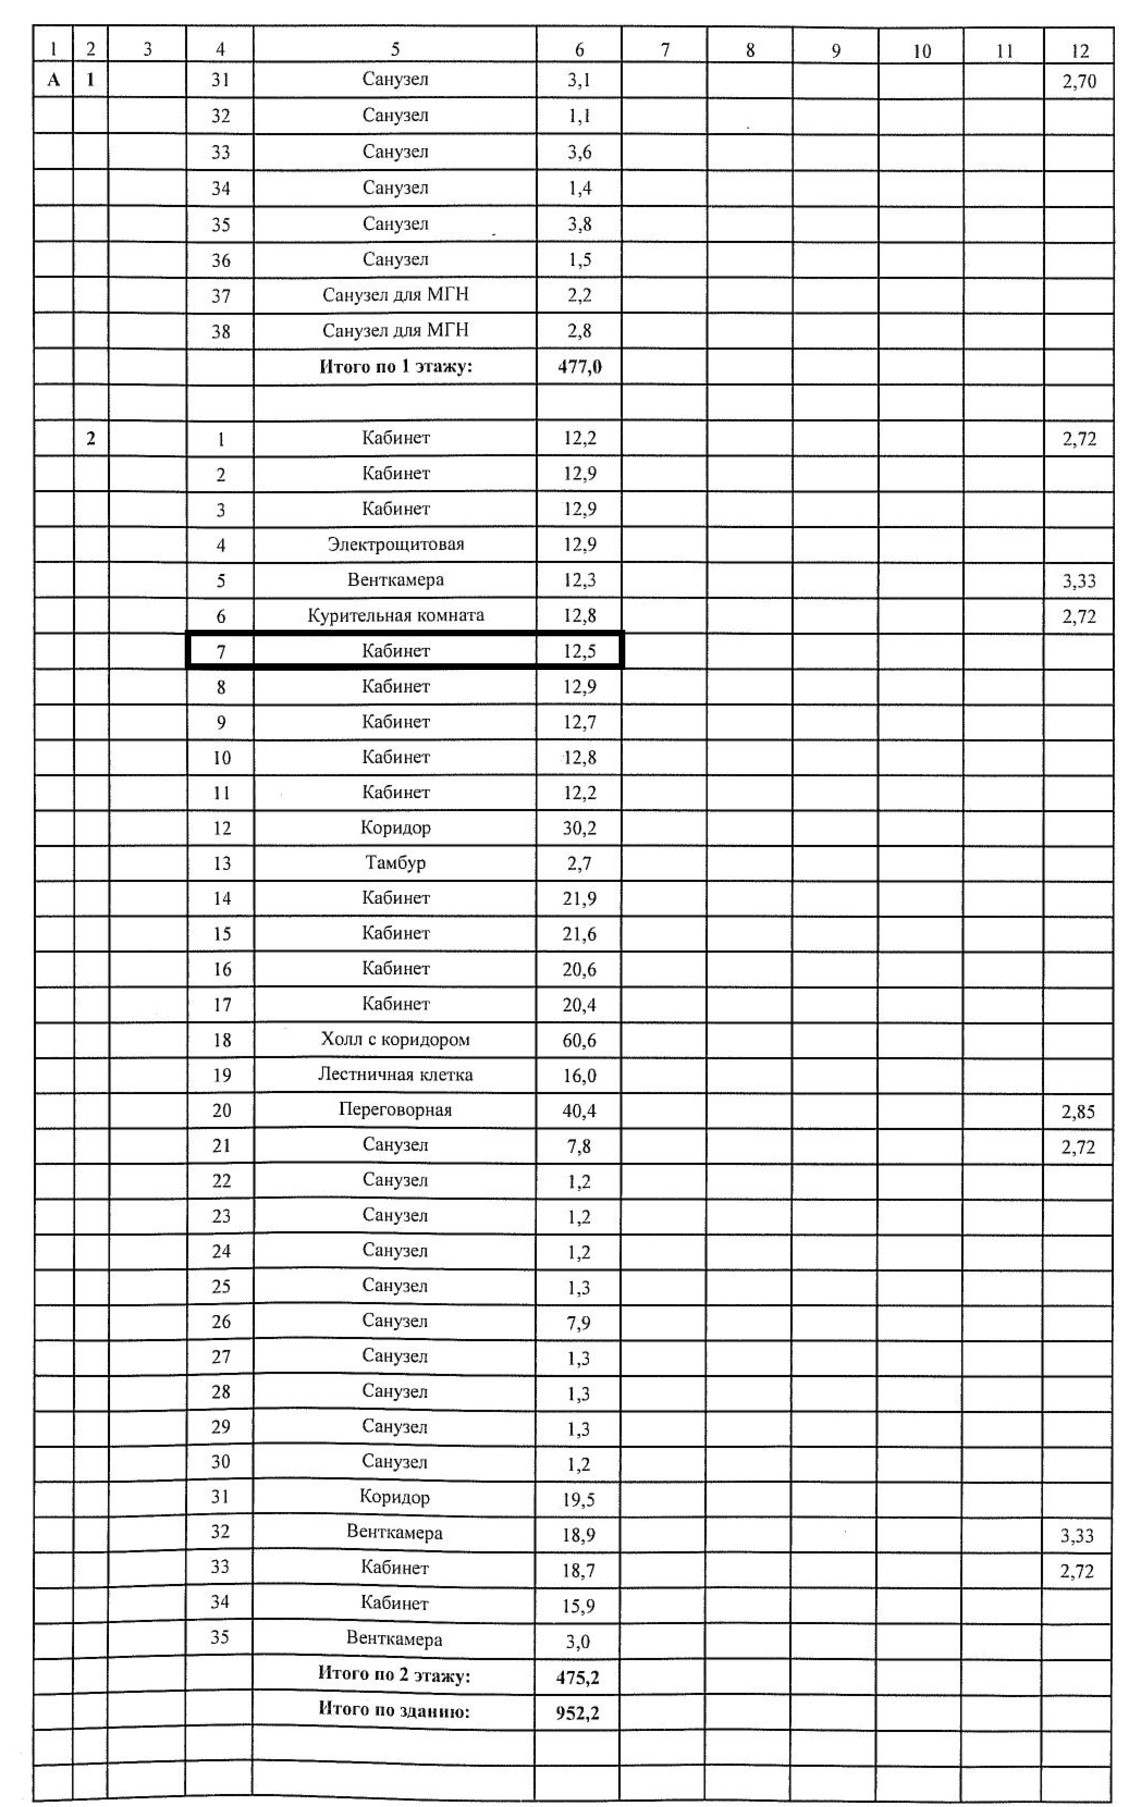 1 2 3 4 5 6 7 8 9 10 11 12
А 1 31 Санузел 3,1 2,70
32 Санузел 1,1
33 Санузел 3,6
34 Санузел 1,4
35 Санузел 3,8
36 Санузел 1,5
37 Санузел для МГН 2,2
38 Санузел для МГН 2,8
Итого по 1 этажу: 477,0
2 1 Кабинет 12,2 2,72
2 Кабинет 12,9
3 Кабинет 12,9
4 Электрощитовая 12,9
5 Венткамера 12,3 3,33
6 Курительная комната 12,8 2,72
7 Кабинет 12,5
8 Кабинет 12,9
9 Кабинет 12,7
10 Кабинет 12,8
11 Кабинет 12,2
12 Коридор 30,2
13 Тамбур 2,7
14 Кабинет 21,9
15 Кабинет 21,6
16 Кабинет 20,6
17 Кабинет 20,4
18 Холл с коридором 60,6
19 Лестничная клетка 16,0
20 Переговорная 40,4 2,85
21 Санузел 7,8 2,72
22 Санузел 1,2
23 Санузел 1,2
24 Санузел 1,2
25 Санузел 1,3
26 Санузел 7,9
27 Санузел 1,3
28 Санузел 1,3
29 Санузел 1,3
30 Санузел 1,2
31 Коридор 19,5
32 Венткамера 18,9 3,33
33 Кабинет 18,7 2,72
34 Кабинет 15,9
35 Венткамера 3,0
Итого по 2 этажу: 475,2
Итого по зданию: 952,2